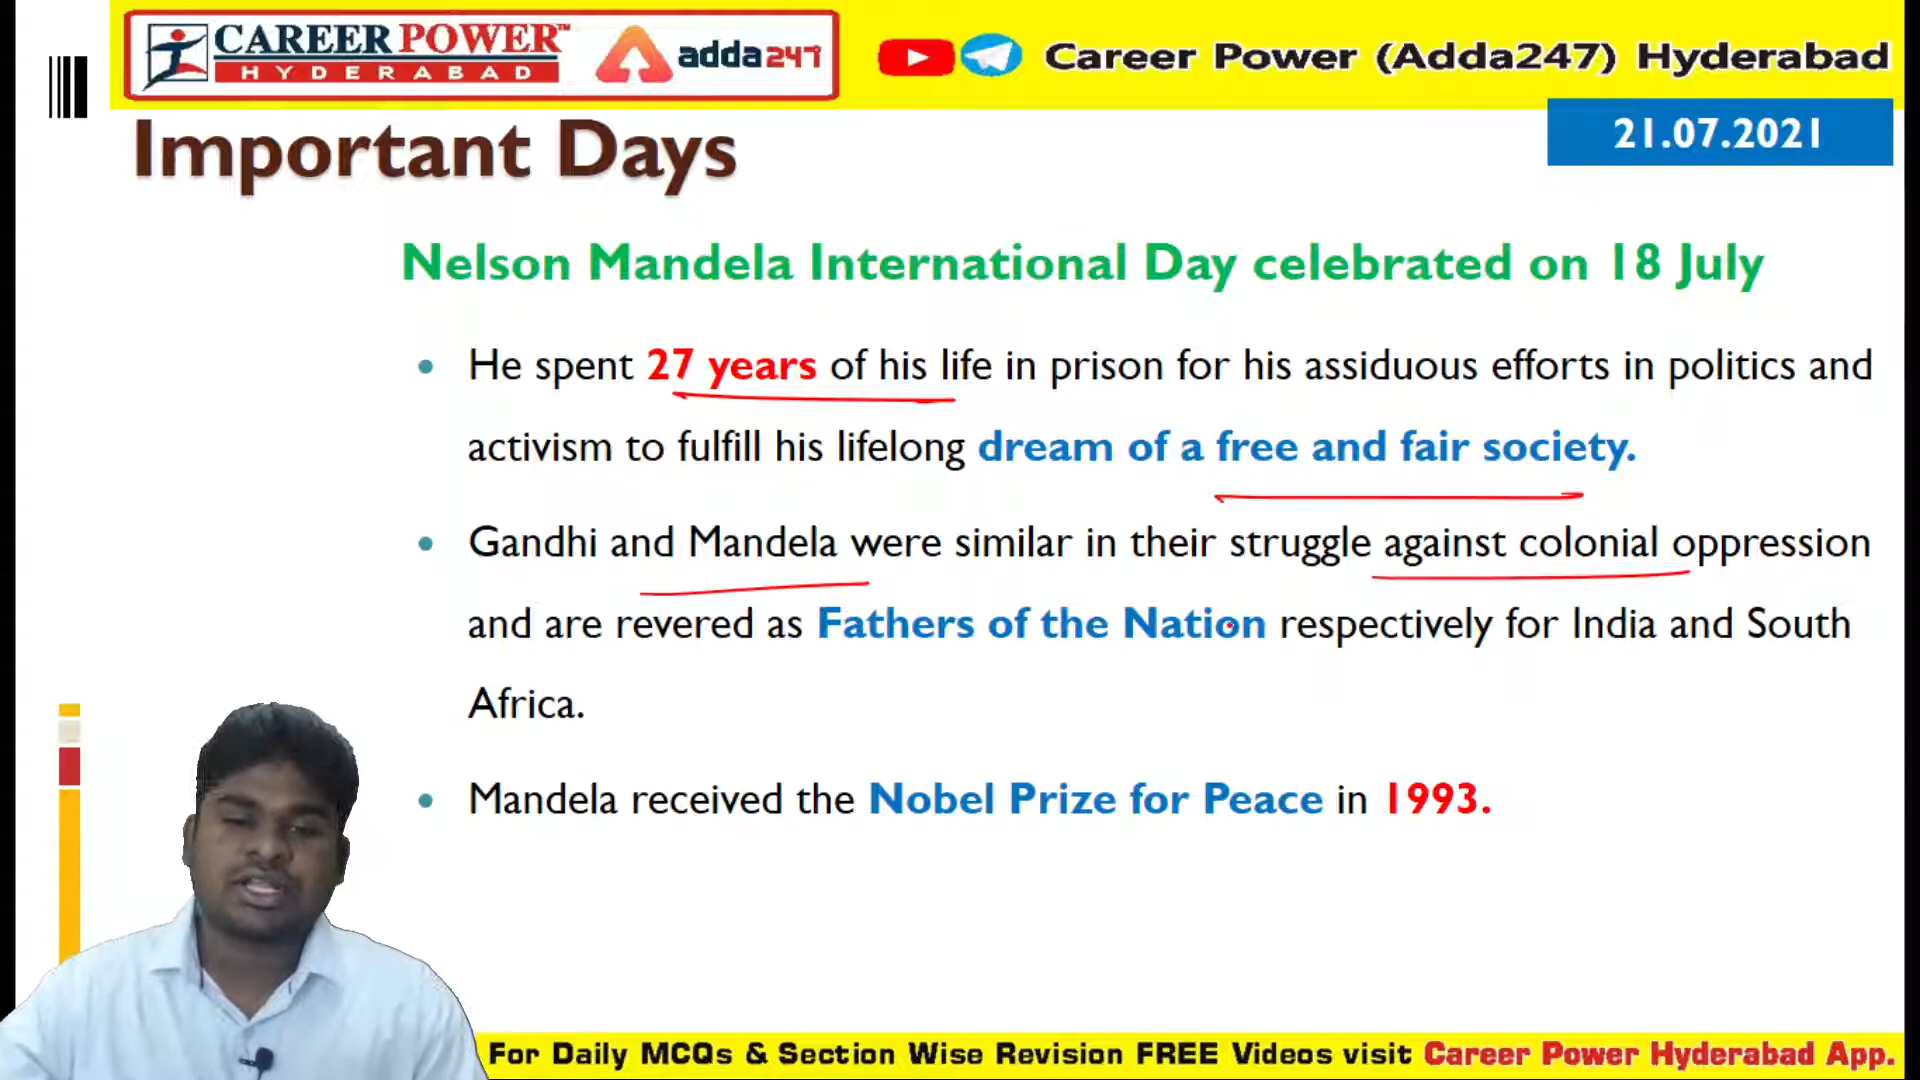 CAREER POWER™
HYDERABAD
adda247
Career Power (Adda247) Hyderabad
Important Days
21.07.2021
Nelson Mandela International Day celebrated on 18 July
• He spent 27 years of his life in prison for his assiduous efforts in politics and
activism to fulfill his lifelong dream of a free and fair society.
• Gandhi and Mandela were similar in their struggle against colonial oppression
and are revered as Fathers of the Nation respectively for India and South
Africa.
• Mandela received the Nobel Prize for Peace in 1993.
For Daily MCQs & Section Wise Revision FREE Videos visit Career Power Hyderabad App.